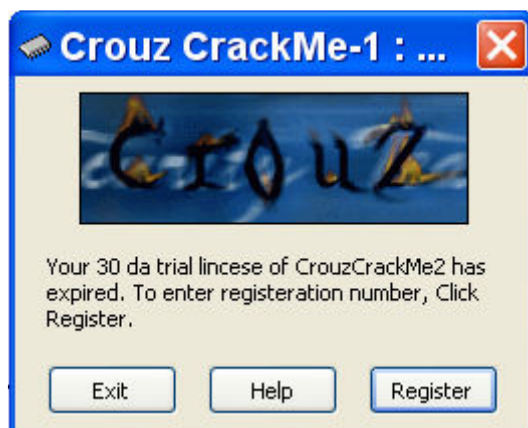 Crouz CrackMe-1 : ...
CrOuZ
Your 30 da trial lincese of CrouzCrackMe2 has
expired. To enter registeration number, Click
Register.
Exit Help Register